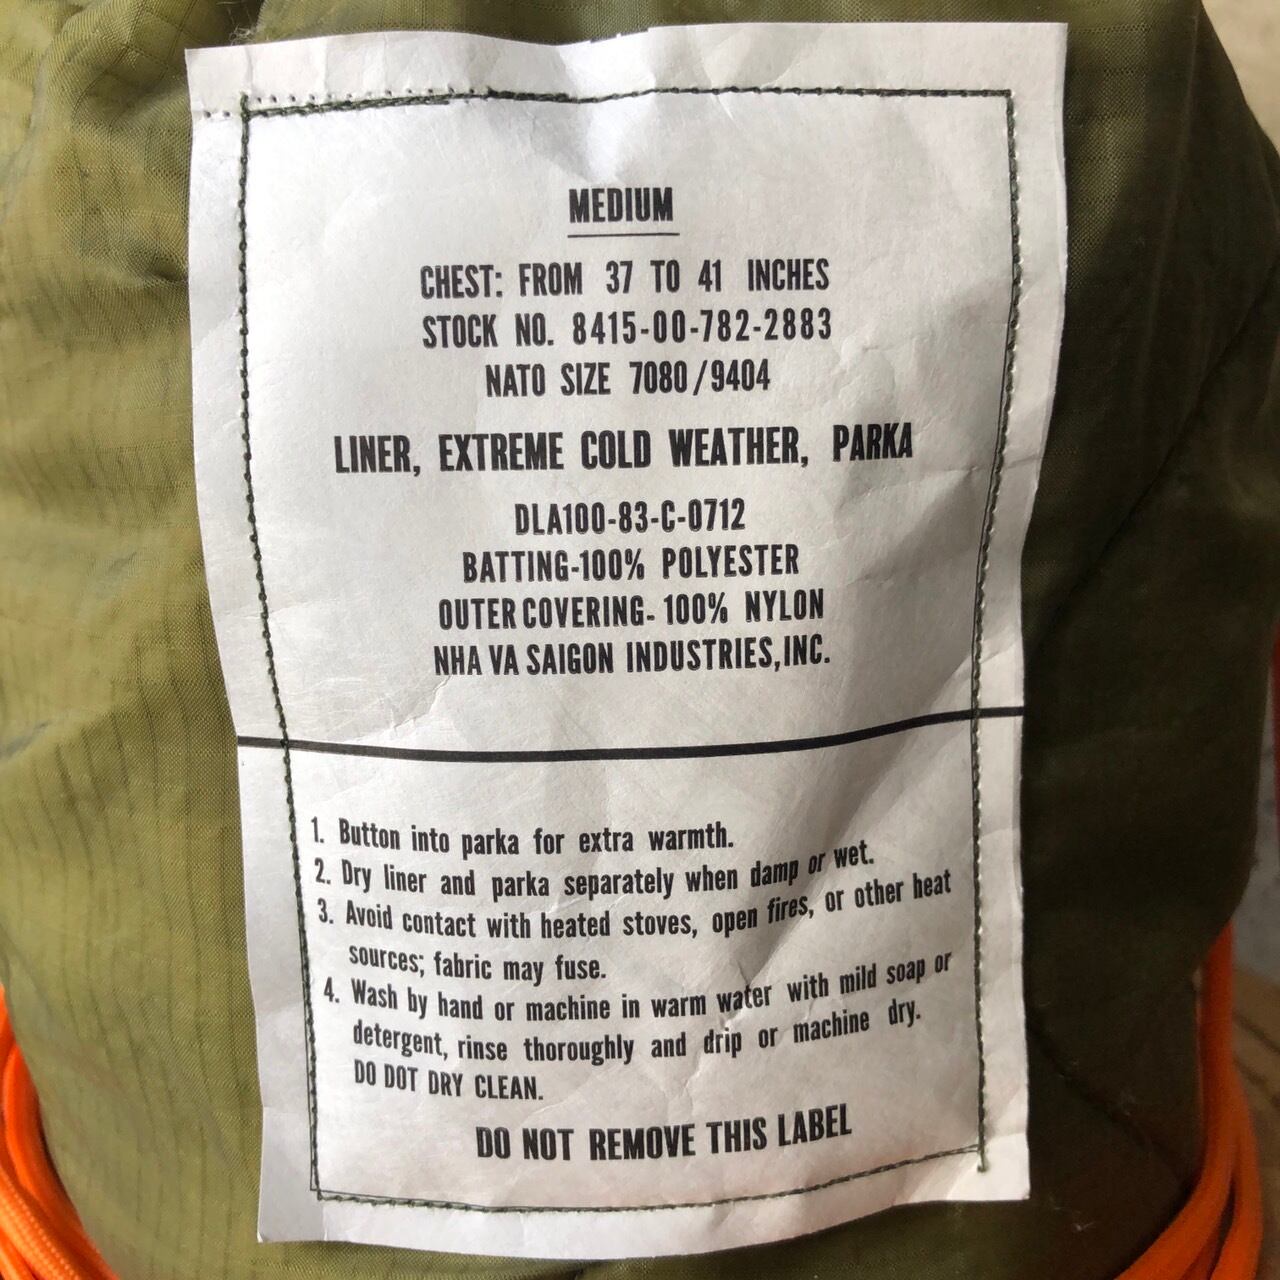 MEDIUM
CHEST: FROM 37 TO 41 INCHES
STOCK NO. 8415-00-782-2883
NATO SIZE 7080/9404
LINER, EXTREME COLD WEATHER, PARKA
DLA100-83-C-0712
BATTING-100% POLYESTER
OUTER COVERING- 100% NYLON
NHA VA SAIGON INDUSTRIES, INC.
1. Button into parka for extra warmth.
2. Dry liner and parka separately when damp or wet.
3. Avoid contact with heated stoves, open fires, or other heat
sources; fabric may fuse.
4. Wash by hand or machine in warm water with mild soap or
detergent, rinse thoroughly and drip or machine dry.
DO DOT DRY CLEAN.
DO NOT REMOVE THIS LABEL